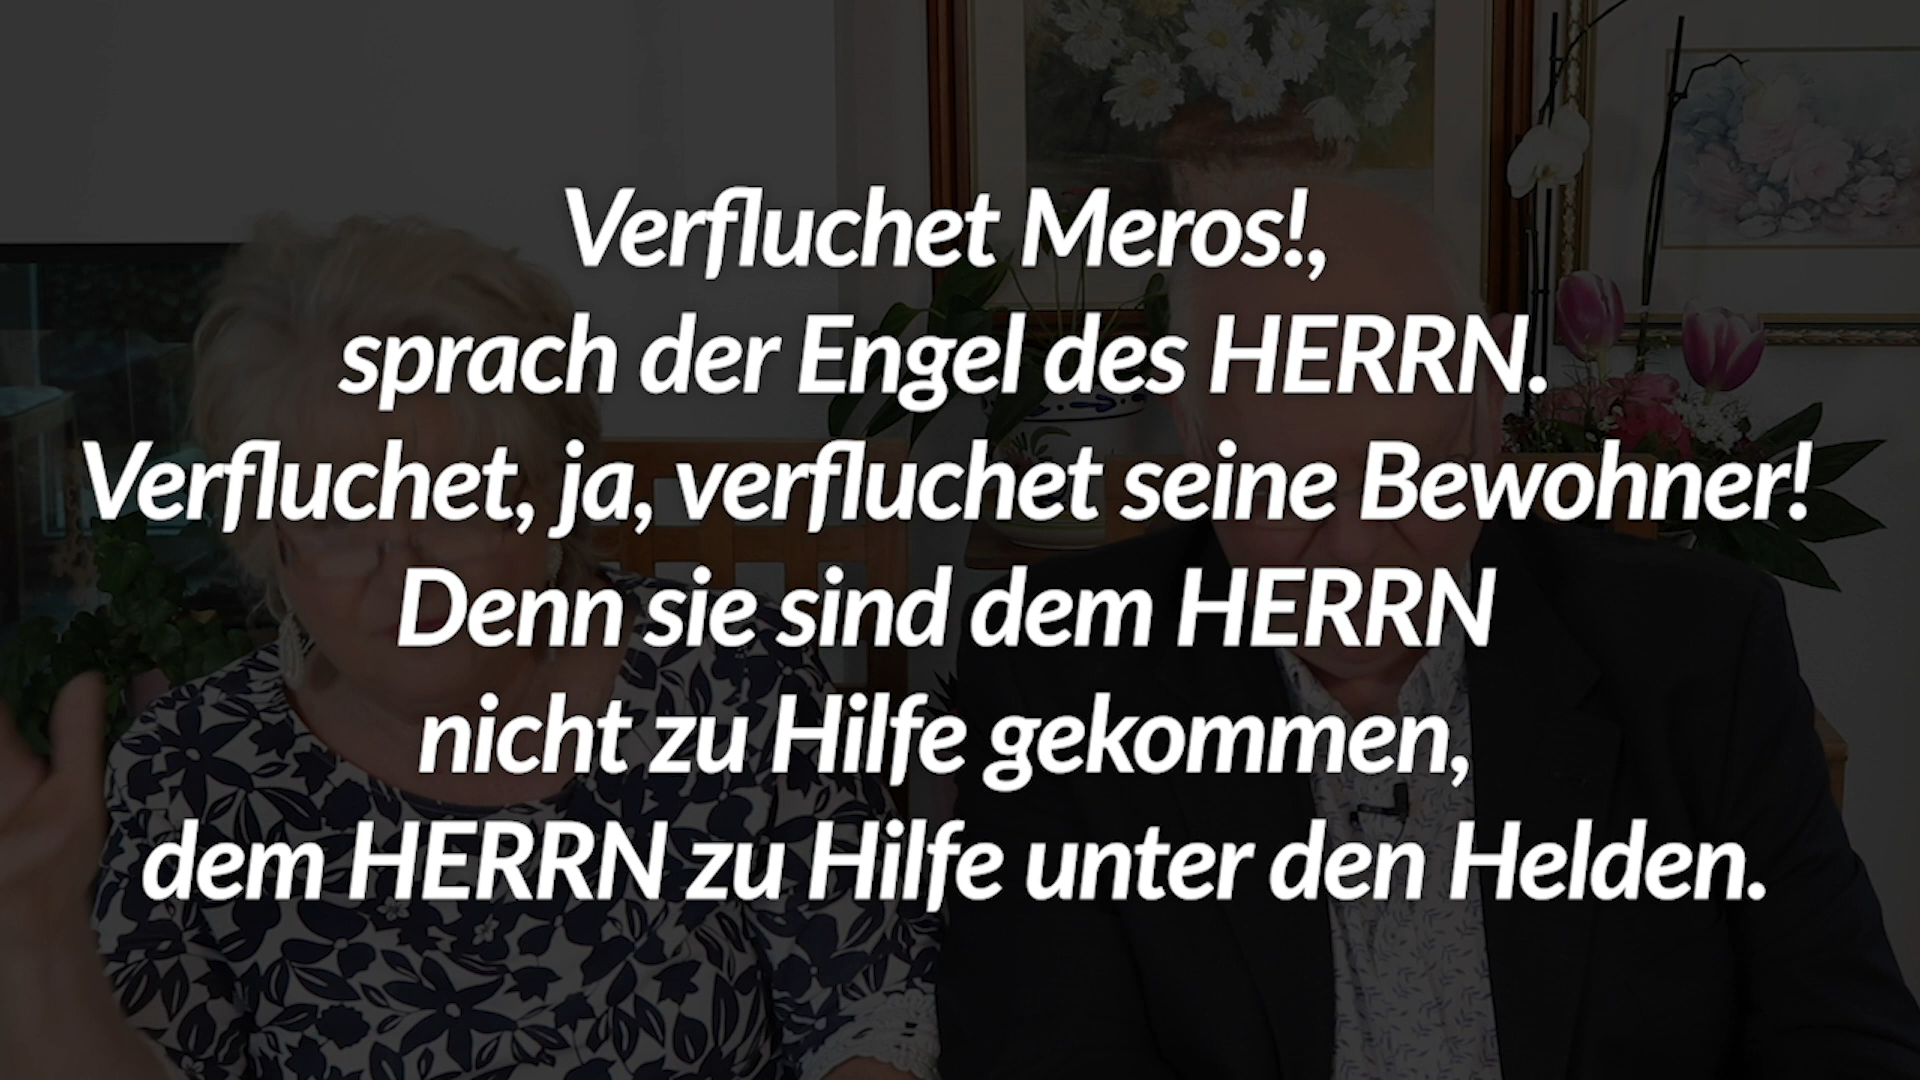 Verfluchet Meros!,
sprach der Engel des HERRN.
Verfluchet, ja, verfluchet seine Bewohner!
Denn sie sind dem HERRN
nicht zu Hilfe gekommen,
dem HERRN zu Hilfe unter den Helden.